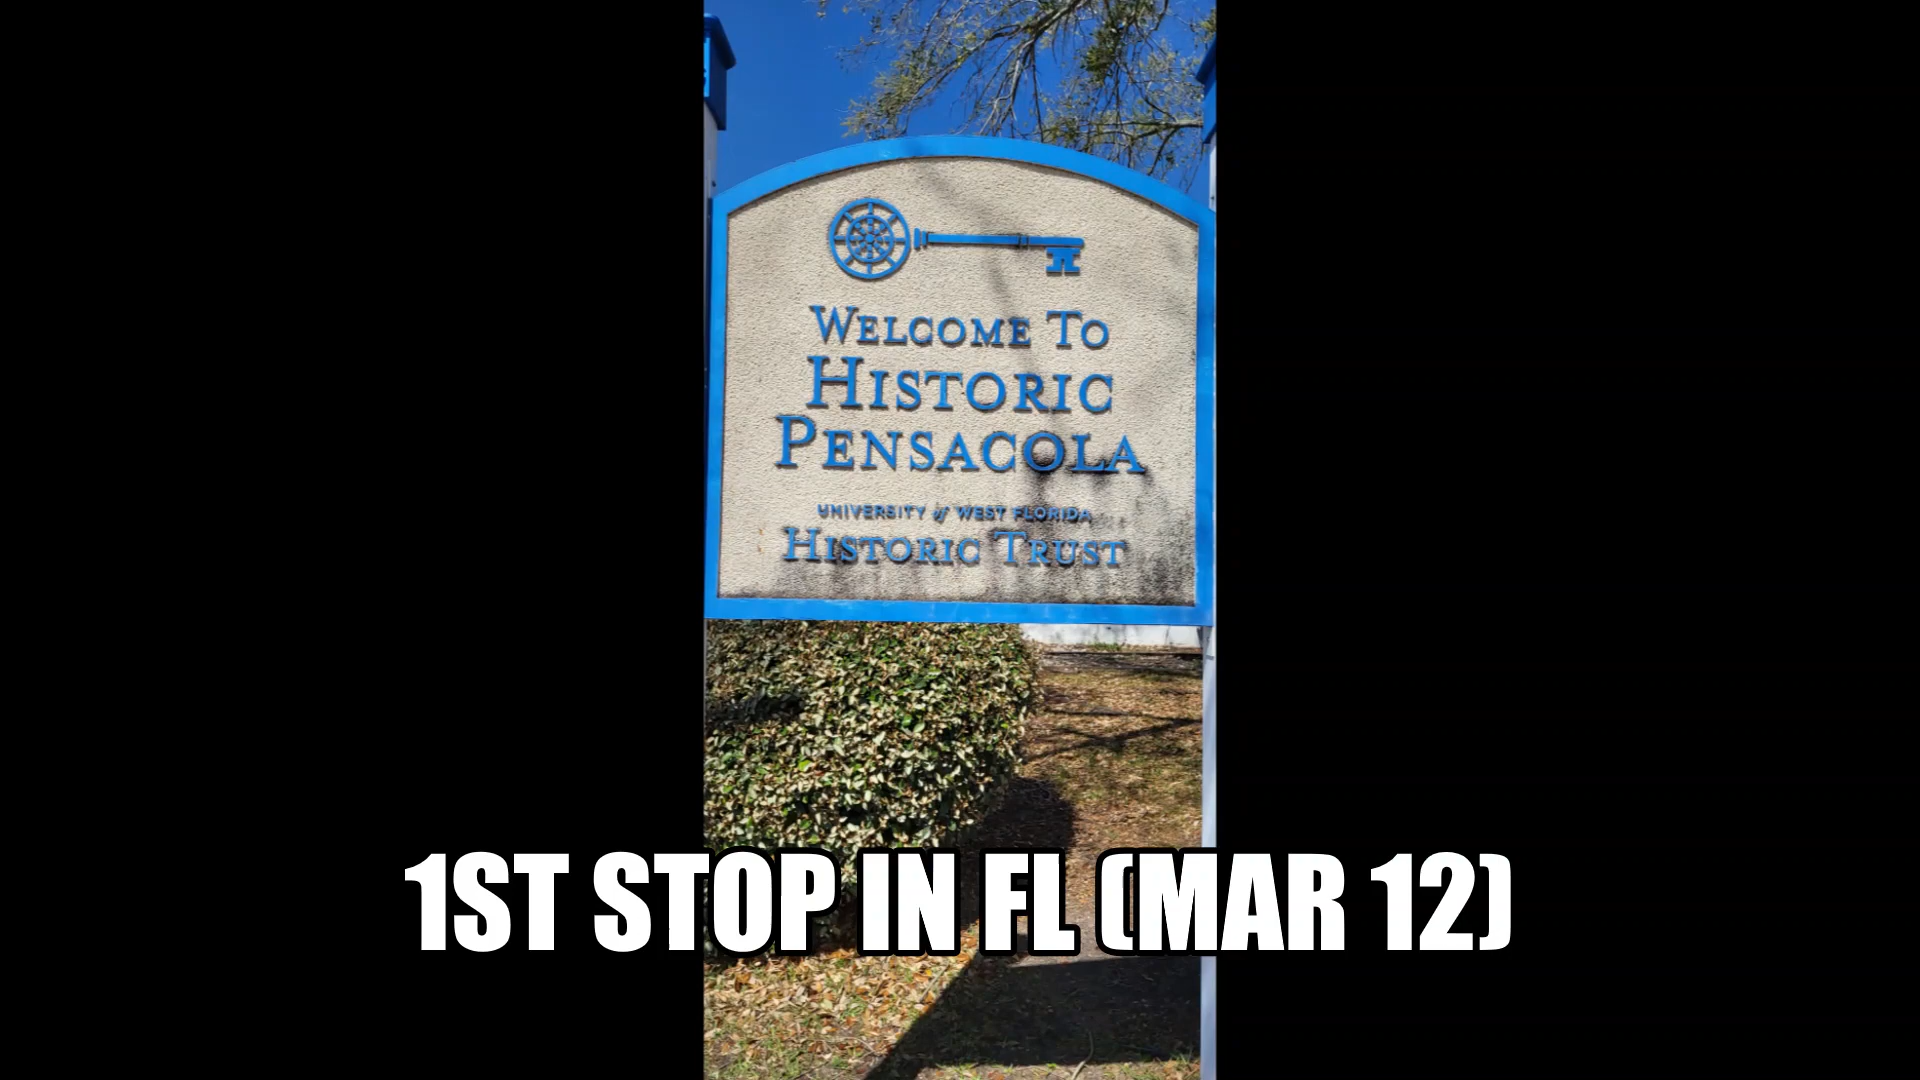 Welcome To
Historic
Pensacola
UNIVERSITY of WEST FLORIDA
Historic Trust
1ST STOP IN FL (MAR 12)